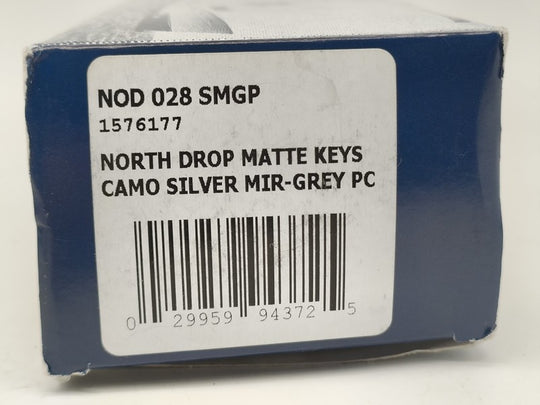 NOD 028 SMGP
1576177
NORTH DROP MATTE KEYS
CAMO SILVER MIR-GREY PC
0 29959 94372 5